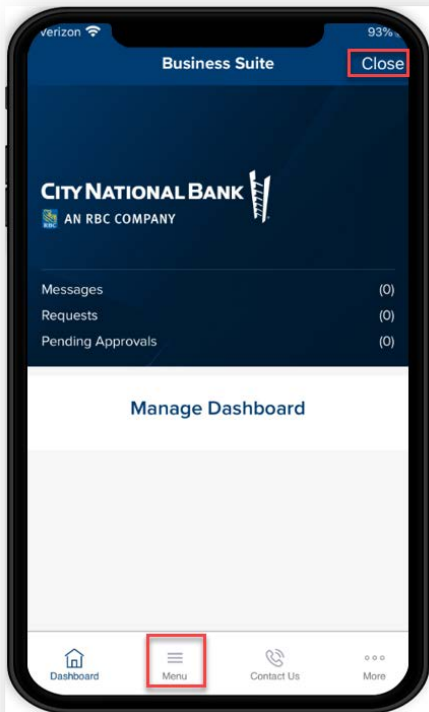 verizon 93%
Business Suite Close
CITY NATIONAL BANK
RBC AN RBC COMPANY
Messages (0)
Requests (0)
Pending Approvals (0)
Manage Dashboard
Dashboard Menu Contact Us More